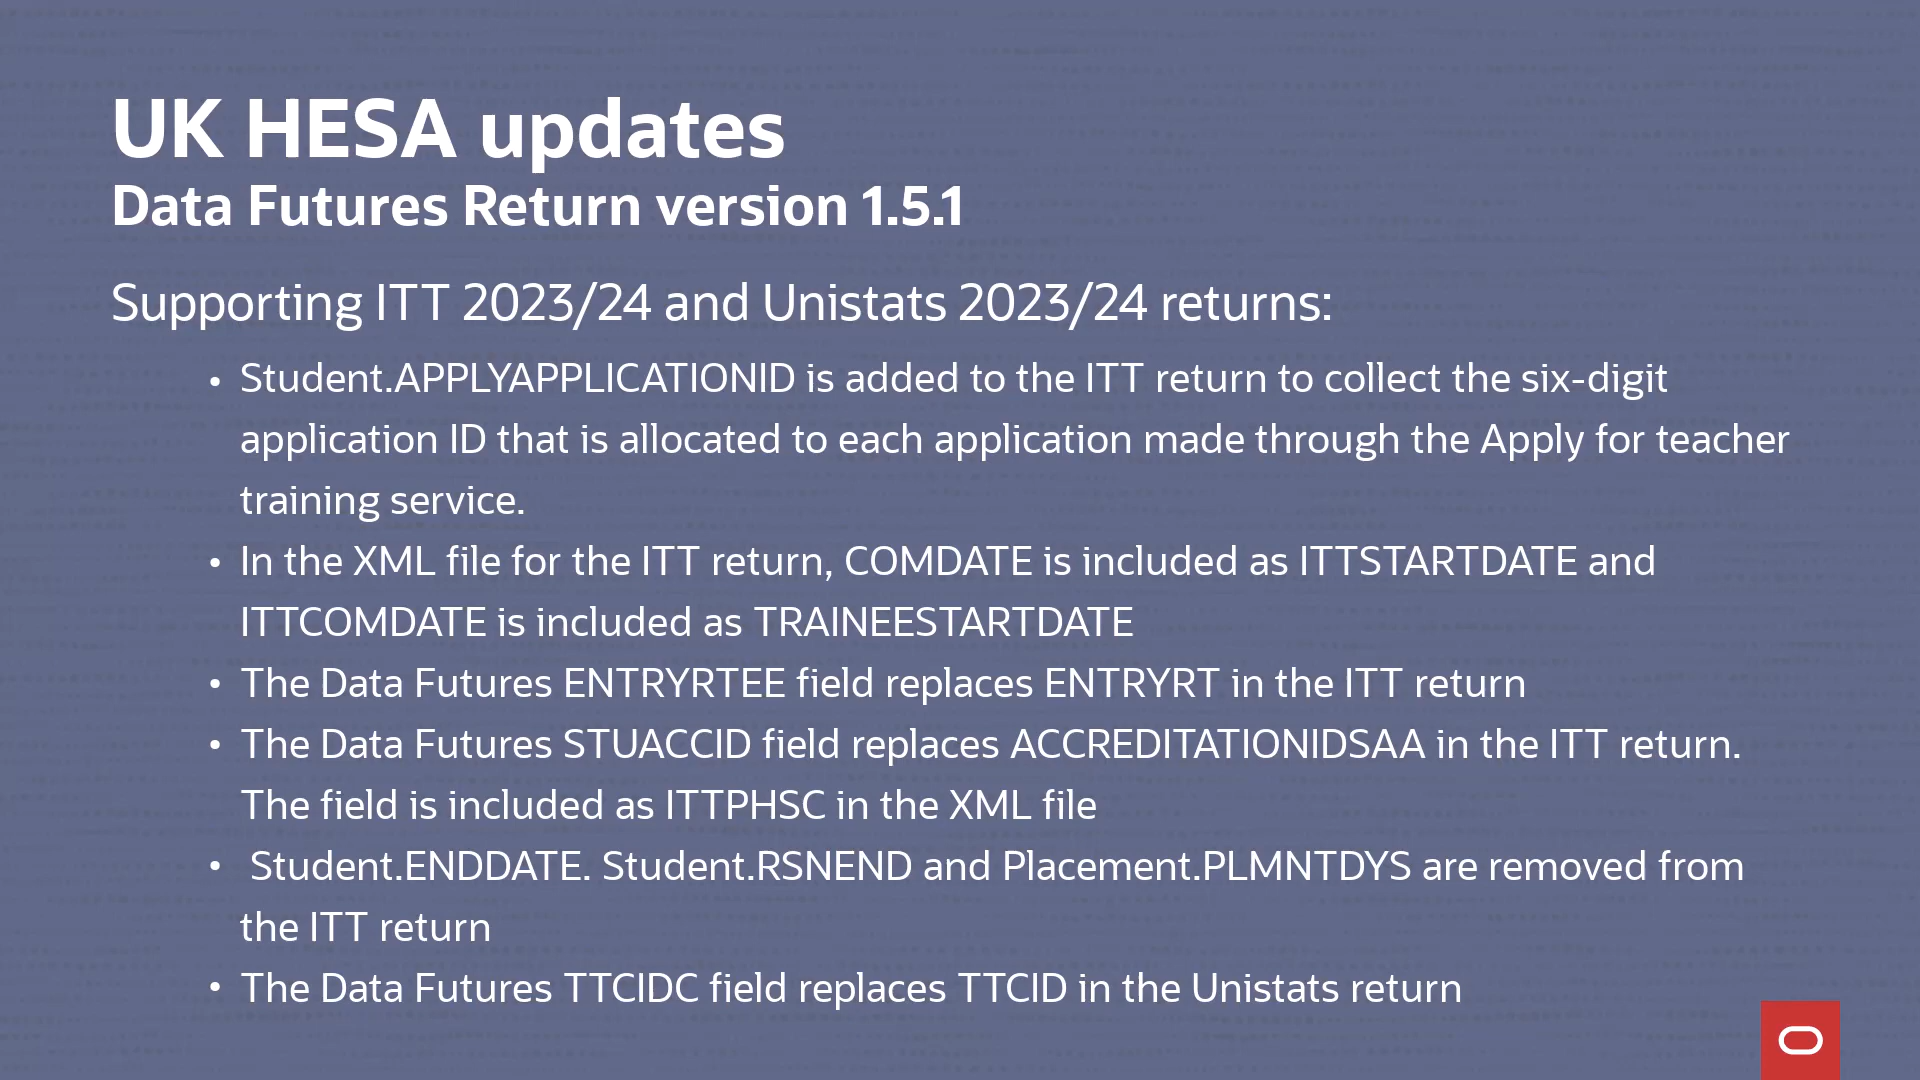 UK HESA updates
Data Futures Return version 1.5.1
Supporting ITT 2023/24 and Unistats 2023/24 returns:
• Student.APPLYAPPLICATIONID is added to the ITT return to collect the six-digit
application ID that is allocated to each application made through the Apply for teacher
training service.
• In the XML file for the ITT return, COMDATE is included as ITTSTARTDATE and
ITTCOMDATE is included as TRAINEESTARTDATE
• The Data Futures ENTRYRTEE field replaces ENTRYRT in the ITT return
• The Data Futures STUACCID field replaces ACCREDITATIONIDSAA in the ITT return.
The field is included as ITTPHSC in the XML file
• Student.ENDDATE. Student.RSNEND and Placement.PLMNTDYS are removed from
the ITT return
• The Data Futures TTCIDC field replaces TTCID in the Unistats return